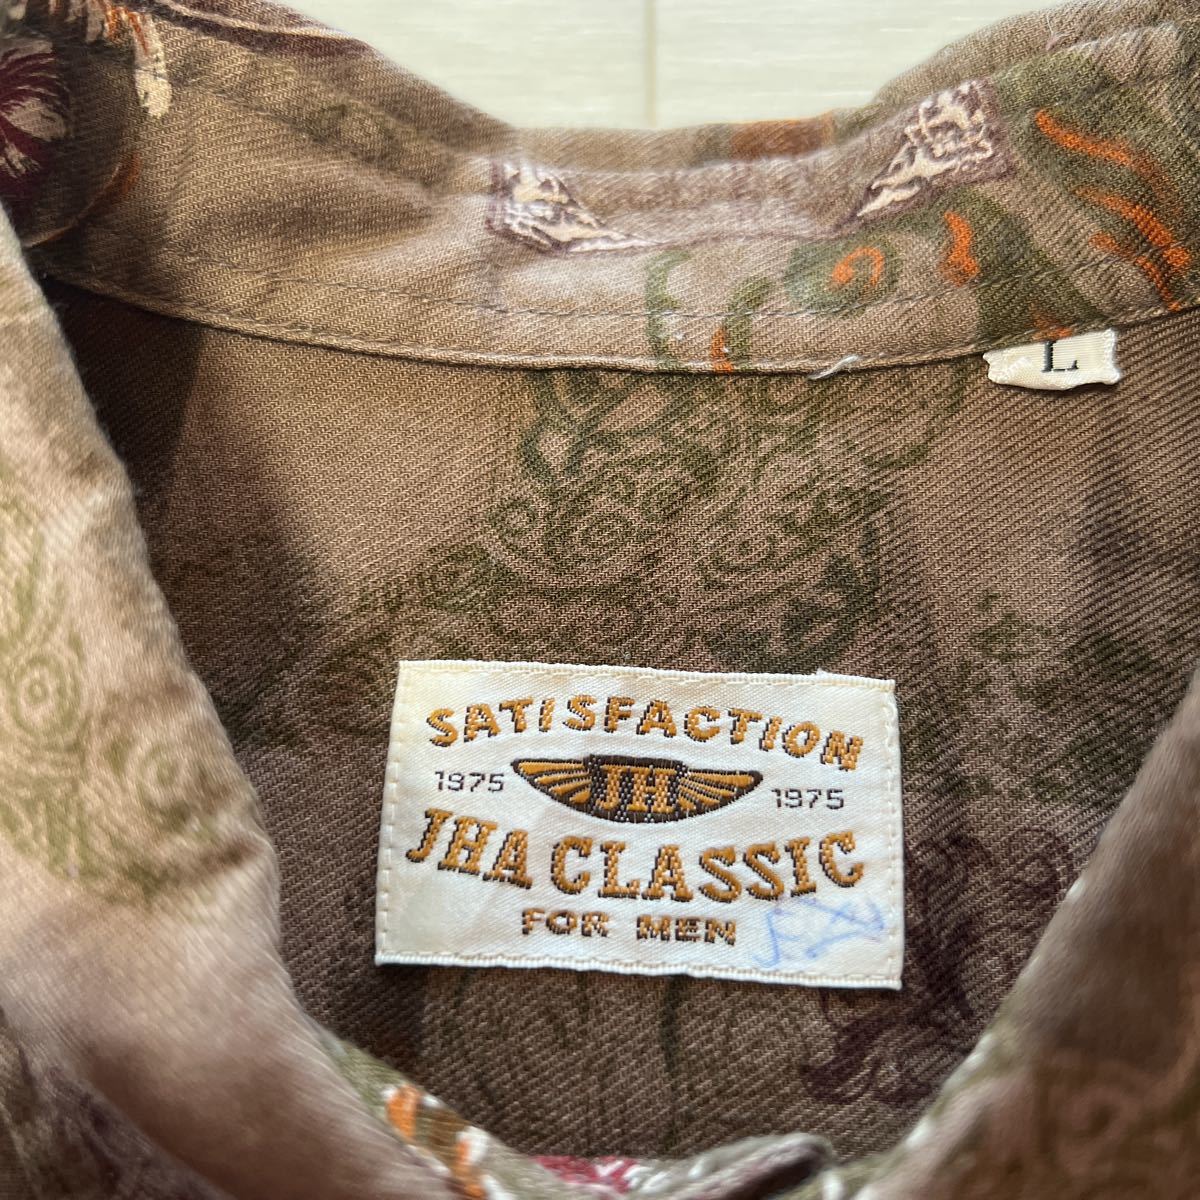 L
SATISFACTION
1975 JH 1975
JHA CLASSIC
FOR MEN